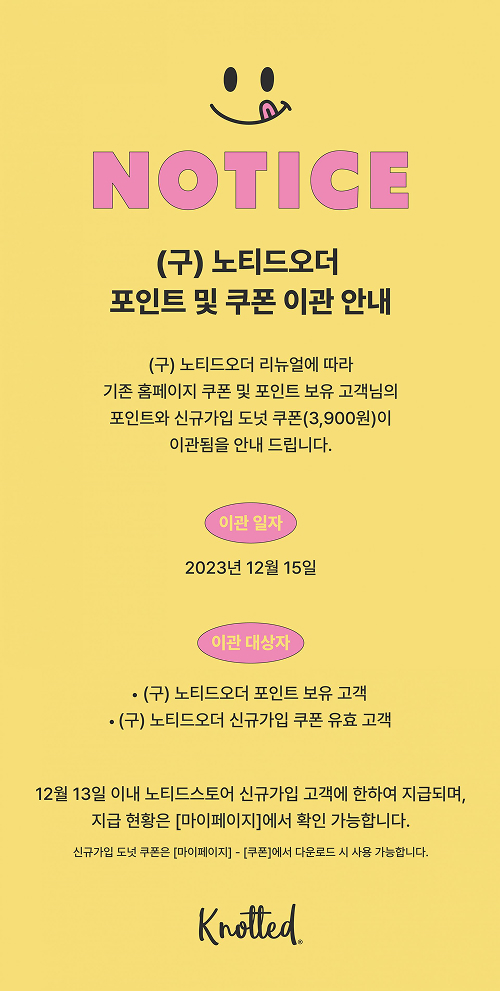 NOTICE
(구) 노티드오더
포인트 및 쿠폰 이관 안내
(구) 노티드오더 리뉴얼에 따라
기존 홈페이지 쿠폰 및 포인트 보유 고객님의
포인트와 신규가입 도넛 쿠폰(3,900원)이
이관됨을 안내 드립니다.
이관 일자
2023년 12월 15일
이관 대상자
• (구) 노티드오더 포인트 보유 고객
• (구) 노티드오더 신규가입 쿠폰 유효 고객
12월 13일 이내 노티드스토어 신규가입 고객에 한하여 지급되며,
지급 현황은 [마이페이지]에서 확인 가능합니다.
신규가입 도넛 쿠폰은 [마이페이지] - [쿠폰]에서 다운로드 시 사용 가능합니다.
Knotted®